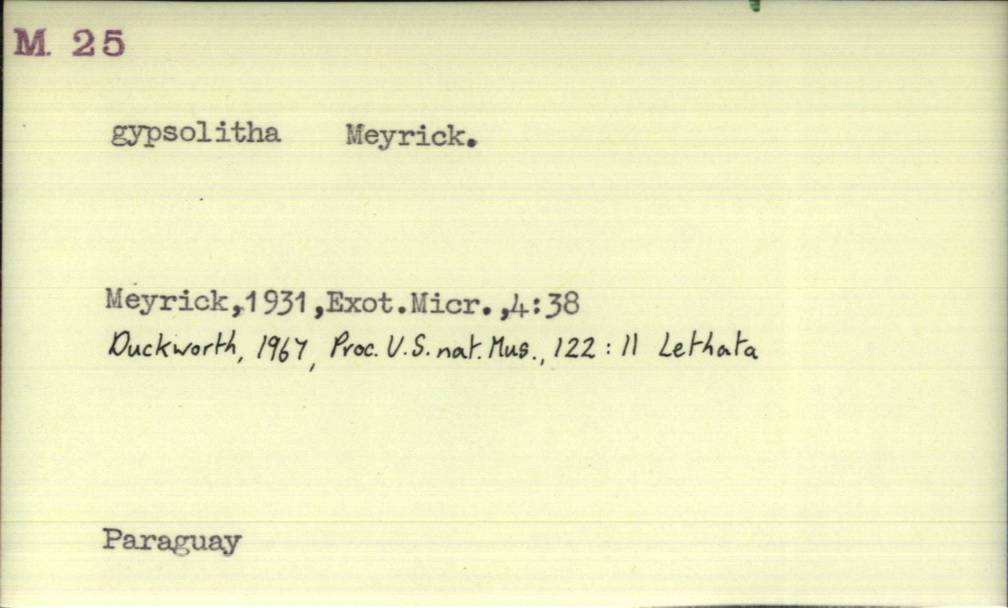 M. 25
gypsolitha Meyrick.
Meyrick,1931,Exot.Micr.,4:38
Duckworth, 1967, Proc. U.S. nat. Mus., 122 : 11 Lethata
Paraguay